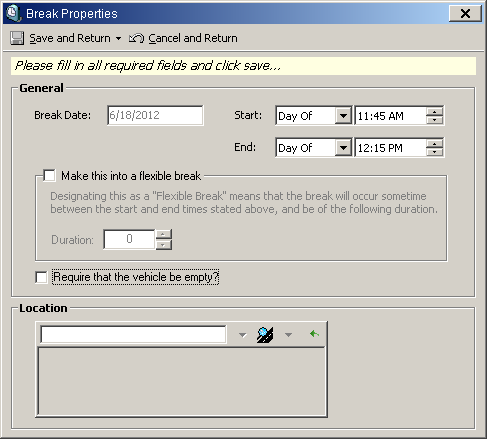 Break Properties
Save and Return Cancel and Return
Please fill in all required fields and click save...
General
Break Date: 6/18/2012 Start: Day Of 11:45 AM
End: Day Of 12:15 PM
Make this into a flexible break
Designating this as a "Flexible Break" means that the break will occur sometime
between the start and end times stated above, and be of the following duration.
Duration: 0
Require that the vehicle be empty?
Location